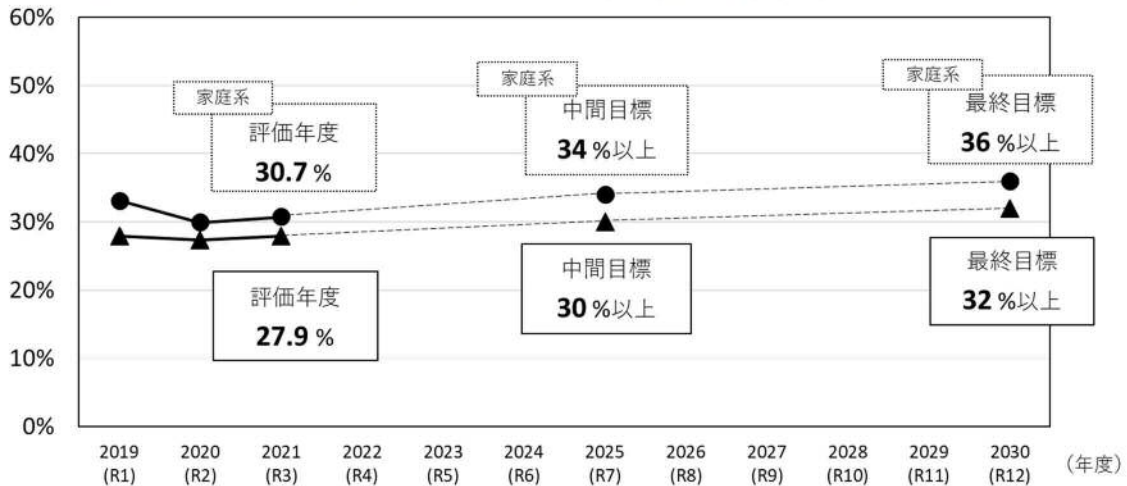 60%
50%
40%
30%
20%
10%
0%
家庭系
評価年度
30.7 %
家庭系
中間目標
34 %以上
家庭系
最終目標
36 %以上
評価年度
27.9 %
中間目標
30 %以上
最終目標
32 %以上
2019 2020 2021 2022 2023 2024 2025 2026 2027 2028 2029 2030
(R1) (R2) (R3) (R4) (R5) (R6) (R7) (R8) (R9) (R10) (R11) (R12)
（年度）